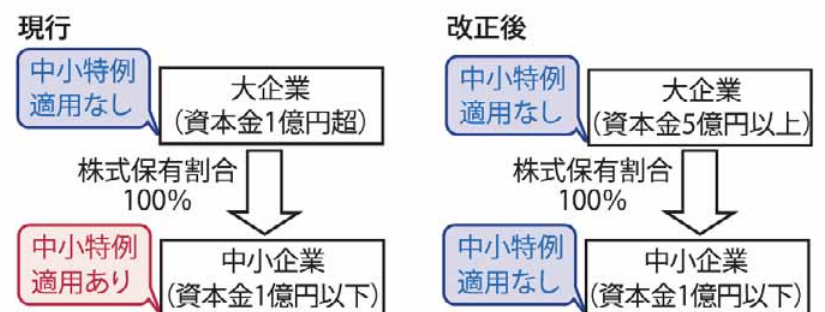 現行
中小特例
適用なし
大企業
(資本金1億円超)
株式保有割合
100%
中小特例
適用あり
中小企業
(資本金1億円以下)
改正後
中小特例
適用なし
大企業
(資本金5億円以上)
株式保有割合
100%
中小特例
適用なし
中小企業
(資本金1億円以下)